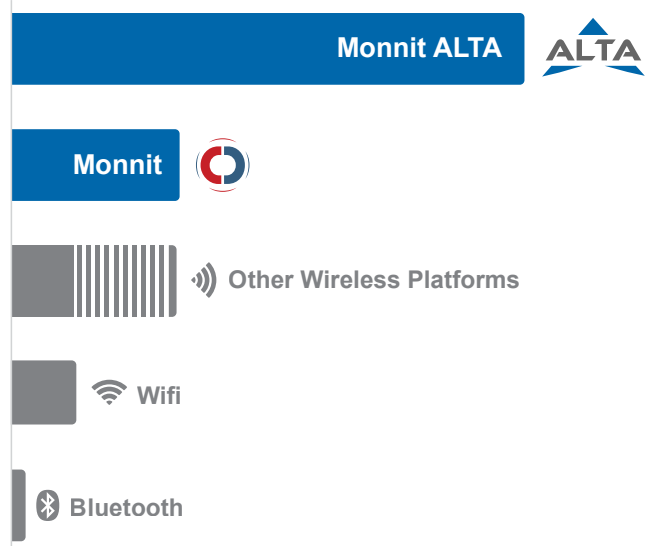 Monnit ALTA
ALTA
Monnit
Other Wireless Platforms
Wifi
Bluetooth